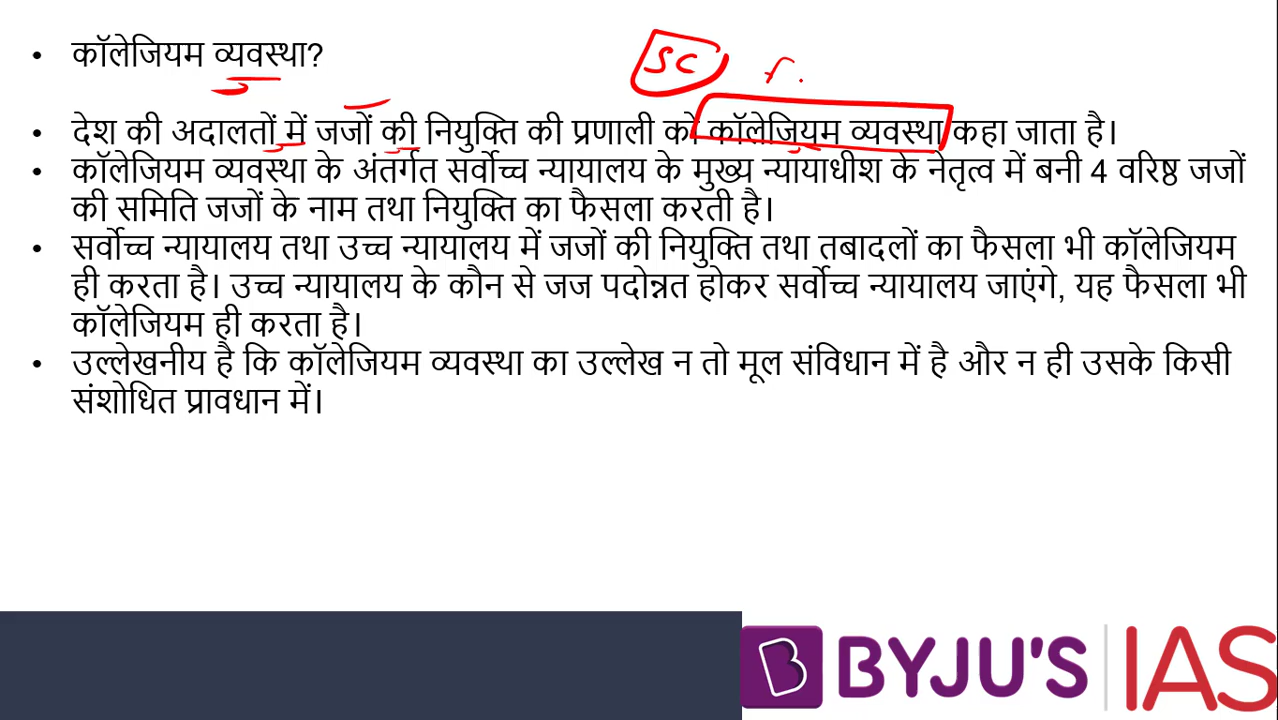 कॉलेजियम व्यवस्था?
SC
देश की अदालतों में जजों की नियुक्ति की प्रणाली को कॉलेजियम व्यवस्था कहा जाता है।
कॉलेजियम व्यवस्था के अंतर्गत सर्वोच्च न्यायालय के मुख्य न्यायाधीश के नेतृत्व में बनी 4 वरिष्ठ जजों
की समिति जजों के नाम तथा नियुक्ति का फैसला करती है।
सर्वोच्च न्यायालय तथा उच्च न्यायालय में जजों की नियुक्ति तथा तबादलों का फैसला भी कॉलेजियम
ही करता है। उच्च न्यायालय के कौन से जज पदोन्नत होकर सर्वोच्च न्यायालय जाएंगे, यह फैसला भी
कॉलेजियम ही करता है।
उल्लेखनीय है कि कॉलेजियम व्यवस्था का उल्लेख न तो मूल संविधान में है और न ही उसके किसी
संशोधित प्रावधान में।
BYJU'S IAS